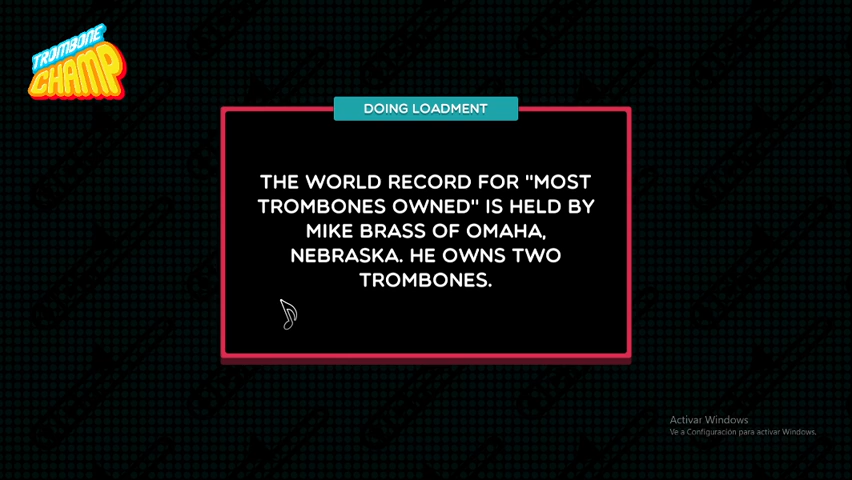 TROMBONE
CHAMP
DOING LOADMENT
THE WORLD RECORD FOR "MOST
TROMBONES OWNED" IS HELD BY
MIKE BRASS OF OMAHA,
NEBRASKA. HE OWNS TWO
TROMBONES.
Activar Windows
Ve a Configuración para activar Windows.